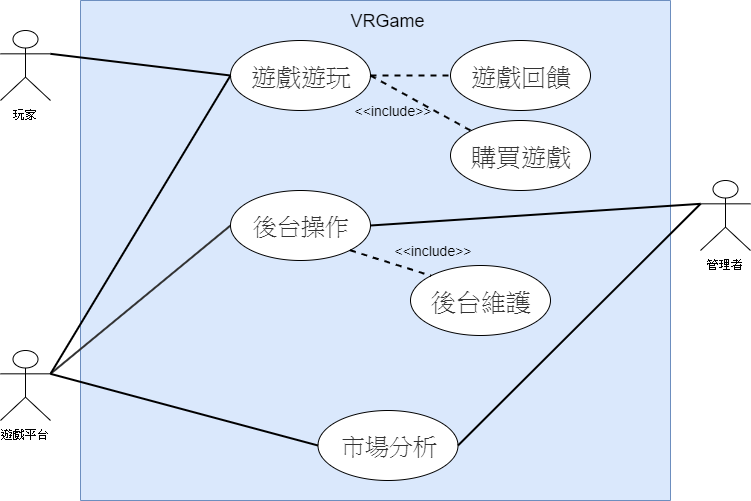 VRGame
玩家
遊戲遊玩
遊戲回饋
<<include>>
購買遊戲
後台操作
管理者
<<include>>
後台維護
遊戲平台
市場分析